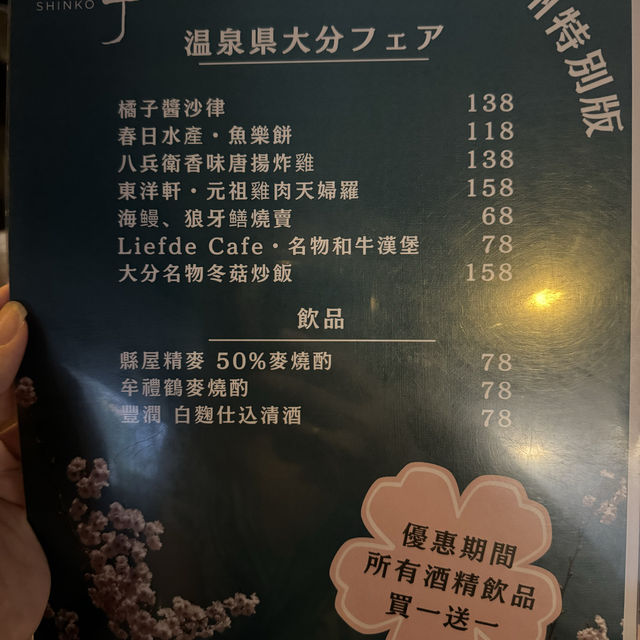 SHINKO
温泉県大分フェア
特別版
橘子醬沙律 138
春日水產・魚樂餅 118
八兵衛香味唐揚炸雞 138
東洋軒・元祖雞肉天婦羅 158
海鰻、狼牙鱔燒賣 68
Liefde Cafe・名物和牛漢堡 78
大分名物冬菇炒飯 158
飲品
縣屋精麥 50%麥燒酌 78
牟禮鶴麥燒酌 78
豐潤 白麴仕込清酒 78
優惠期間
所有酒精飲品
買一送一